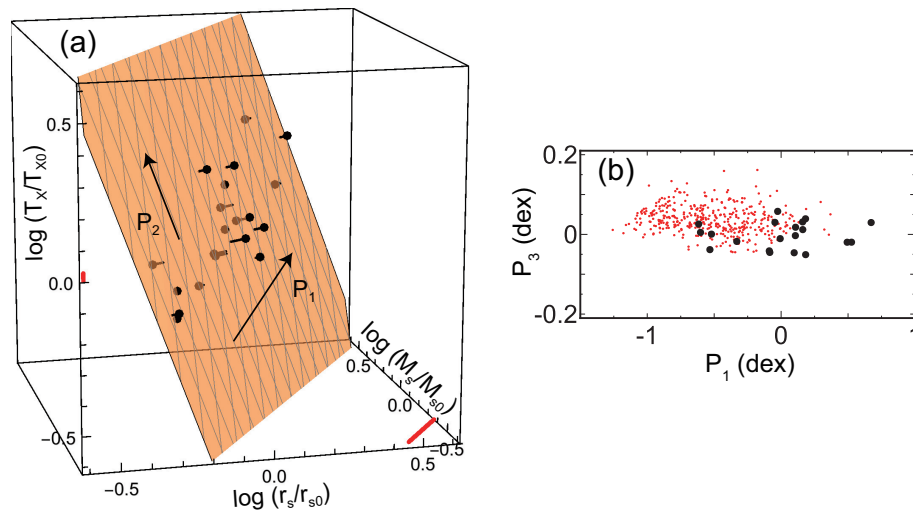 (a)
log (T_X/T_X0)
0.5
0.0
−0.5
P_2
P_1
−0.5
0.0
0.5
log (r_s/r_s0)
0.5
0.0
−0.5
log (M_s/M_s0)
(b)
P_3 (dex)
0.2
0
-0.2
-1
0
1
P_1 (dex)